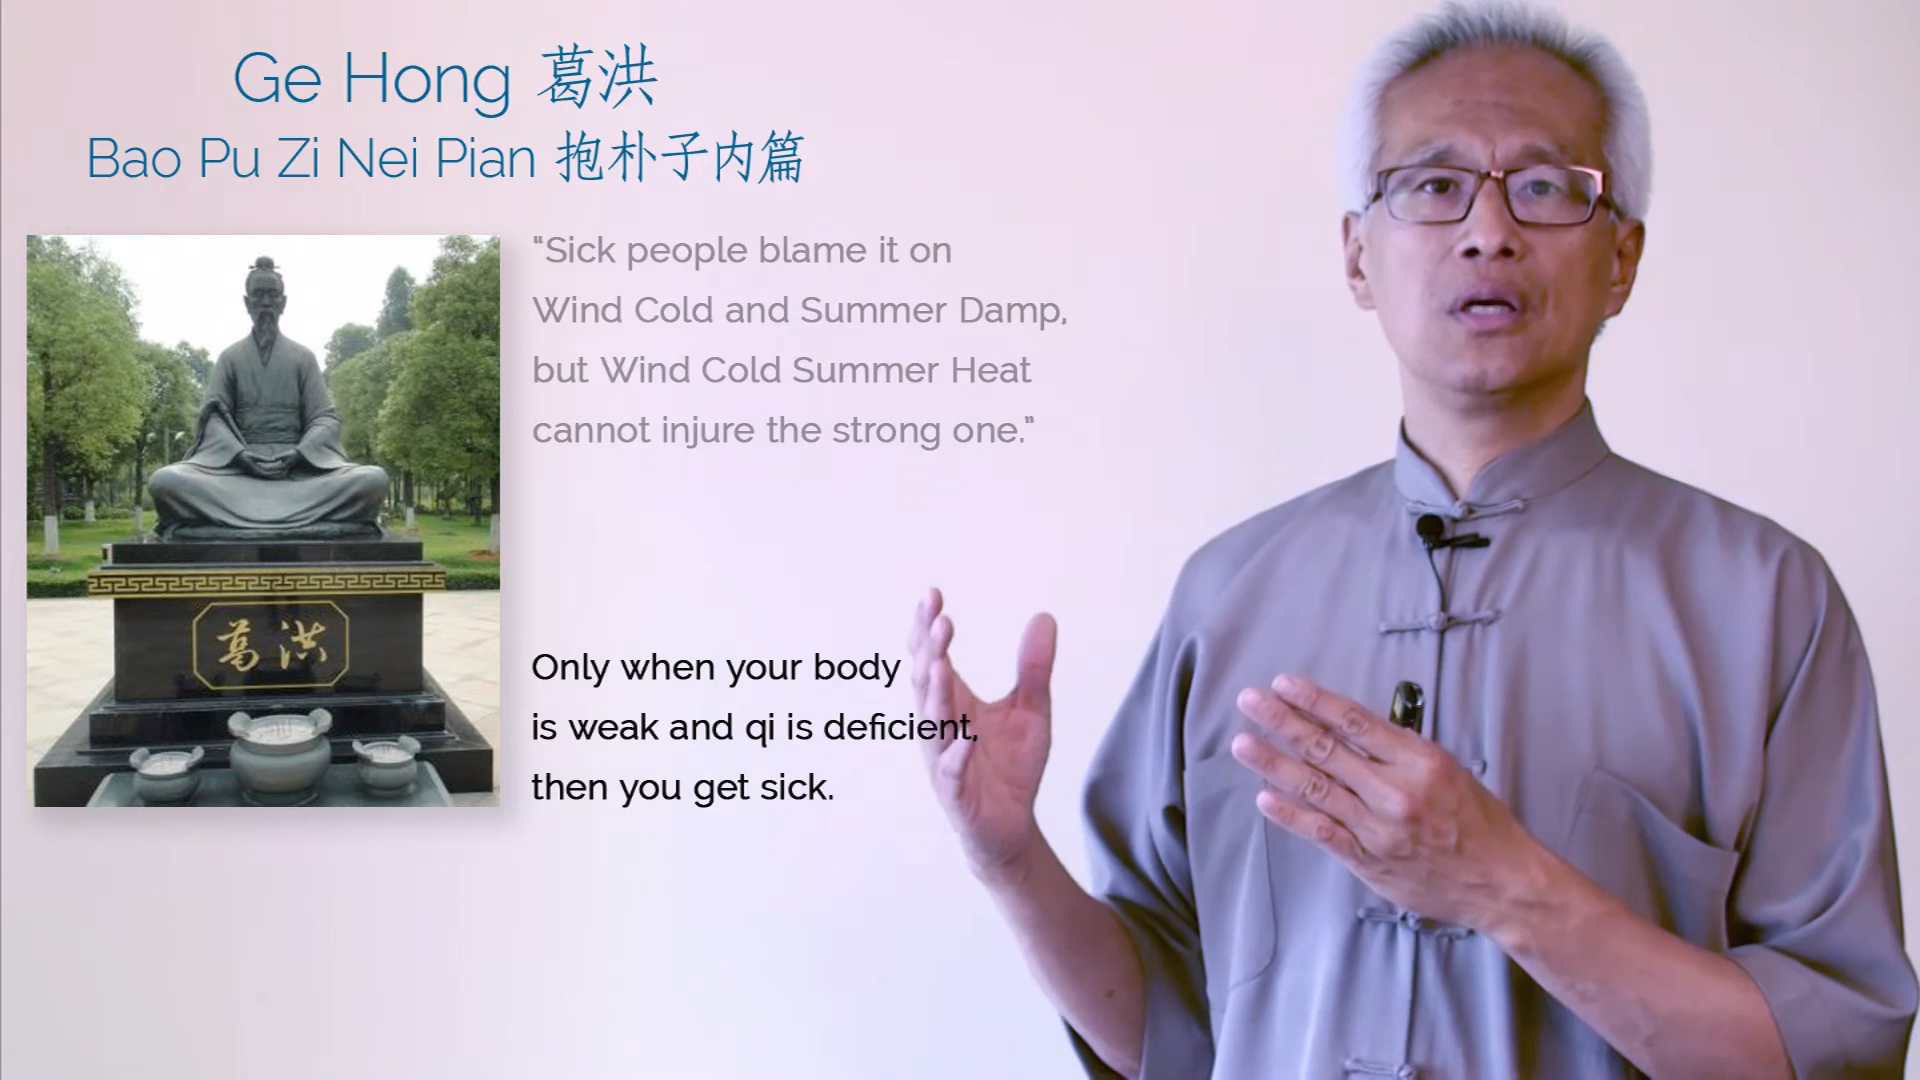 Ge Hong 葛洪
Bao Pu Zi Nei Pian 抱朴子内篇
"Sick people blame it on
Wind Cold and Summer Damp,
but Wind Cold Summer Heat
cannot injure the strong one."
Only when your body
is weak and qi is deficient,
then you get sick.
葛洪